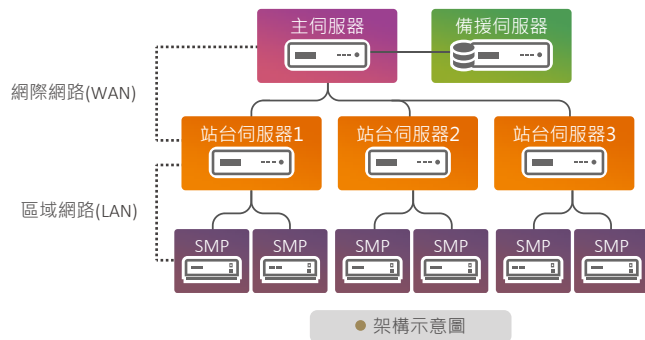 主伺服器
備援伺服器
網際網路(WAN)
站台伺服器1
站台伺服器2
站台伺服器3
區域網路(LAN)
SMP
SMP
SMP
SMP
SMP
SMP
架構示意圖